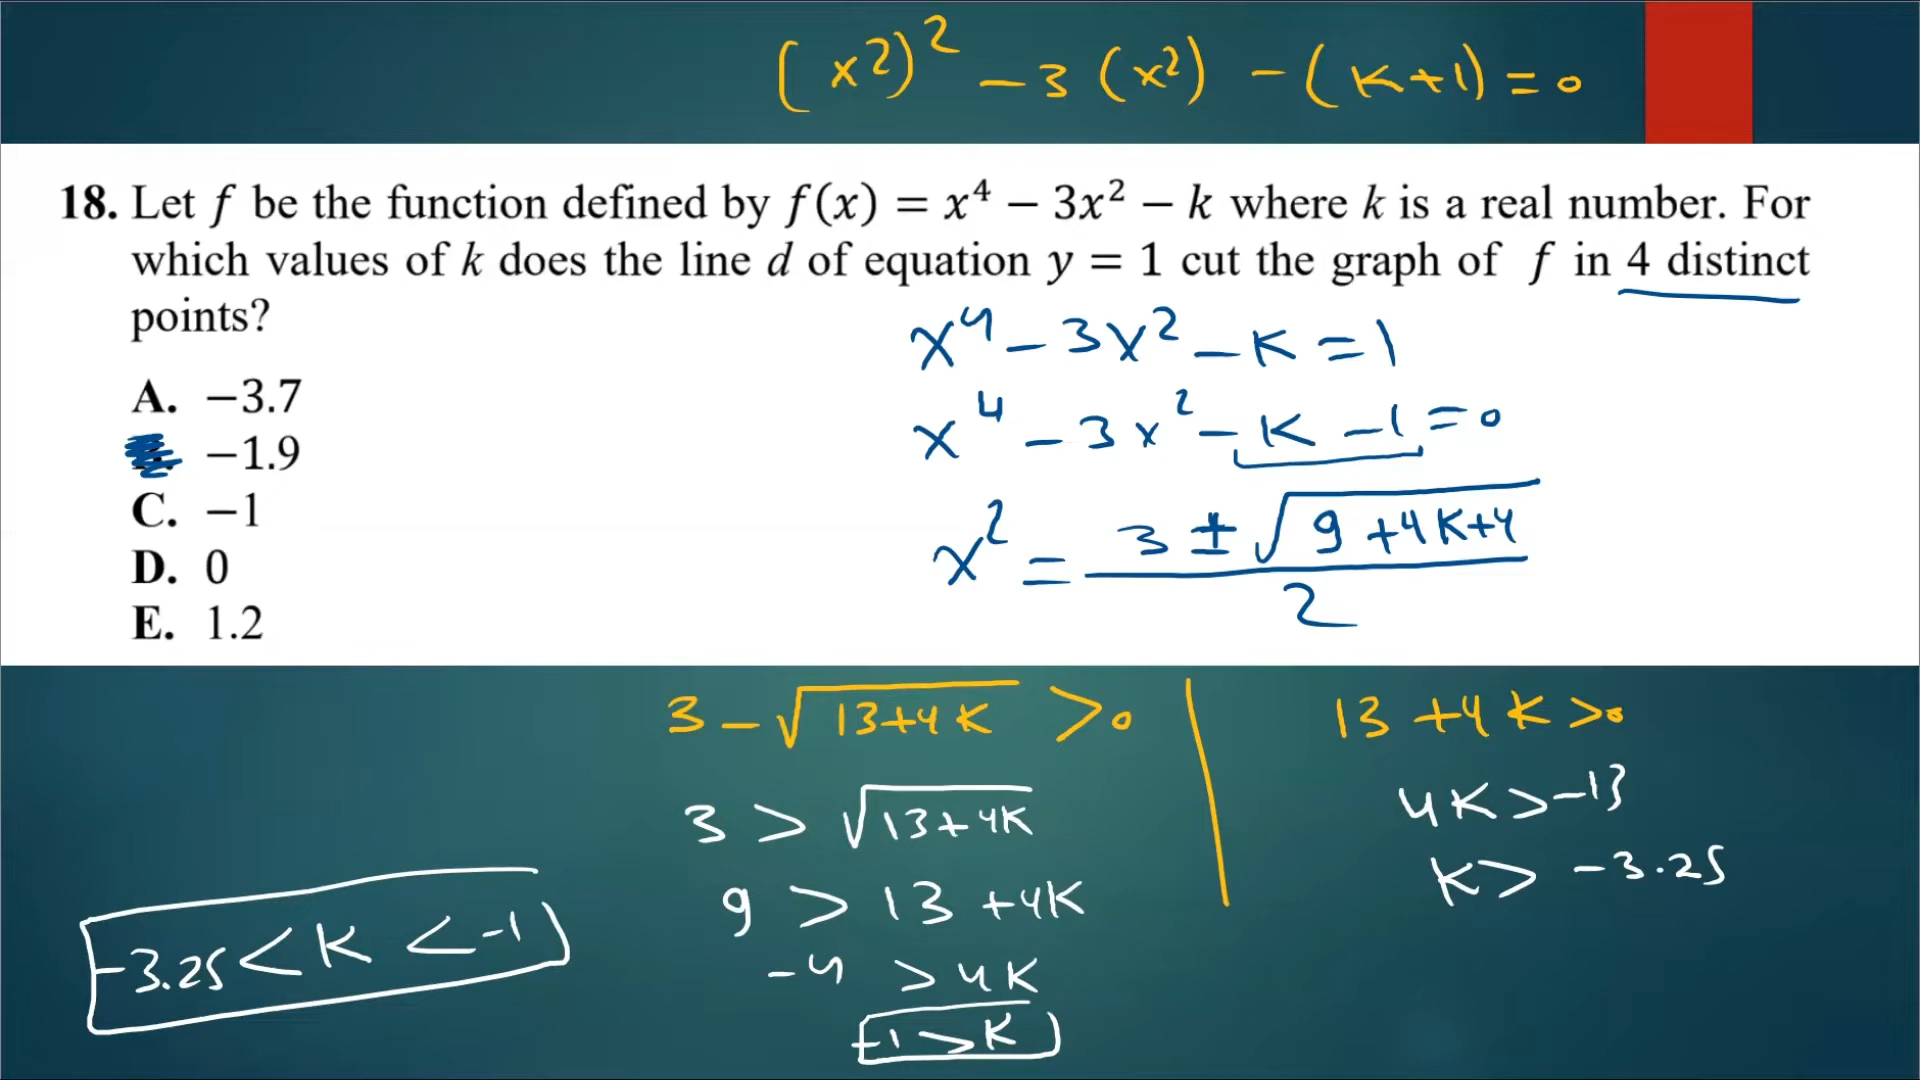 (x²)² − 3 (x²) − (K+1) = 0
18. Let f be the function defined by f(x) = x⁴ − 3x² − k where k is a real number. For
which values of k does the line d of equation y = 1 cut the graph of f in 4 distinct
points?
x⁴ − 3x² − K = 1
A. −3.7
x⁴ − 3x² − K − 1 = 0
−1.9
C. −1
x² = (3 ± √(9 + 4K + 4)) / 2
D. 0
E. 1.2
3 − √(13+4K) > 0
13 + 4K > 0
3 > √(13+4K)
4K > −13
9 > 13 + 4K
K > −3.25
−3.25 < K < −1
−4 > 4K
−1 > K